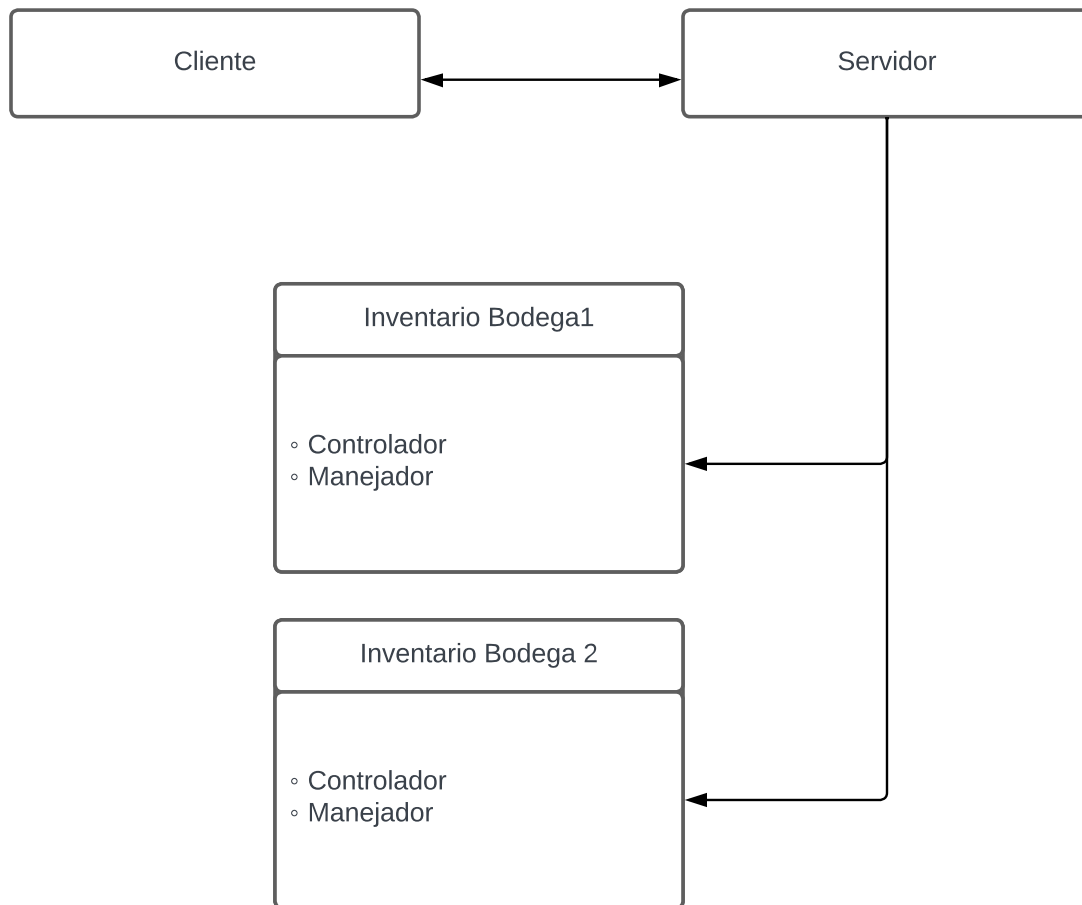 Cliente
Servidor
Inventario Bodega1
◦ Controlador
◦ Manejador
Inventario Bodega 2
◦ Controlador
◦ Manejador